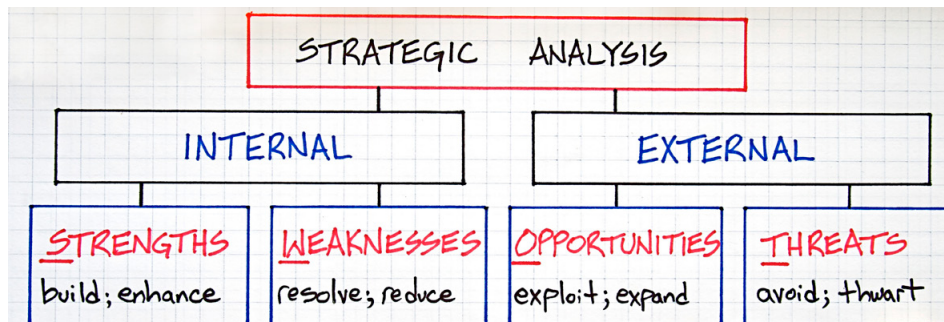 STRATEGIC ANALYSIS
INTERNAL
EXTERNAL
STRENGTHS
build; enhance
WEAKNESSES
resolve; reduce
OPPORTUNITIES
exploit; expand
THREATS
avoid; thwart